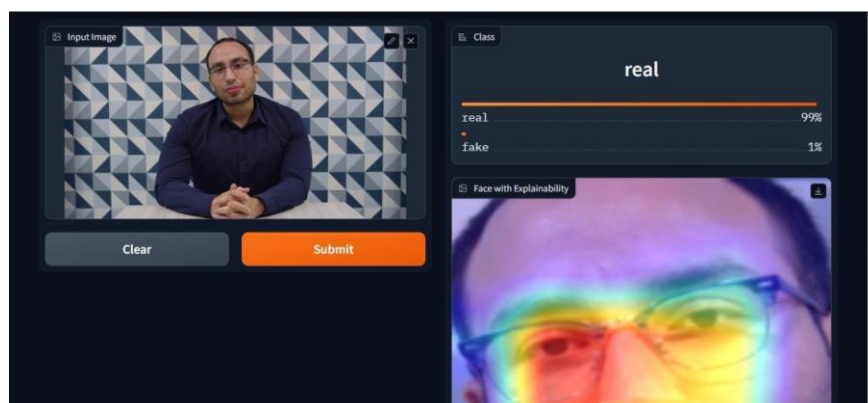 Input Image
Clear
Submit
Class
real
real 99%
fake 1%
Face with Explainability